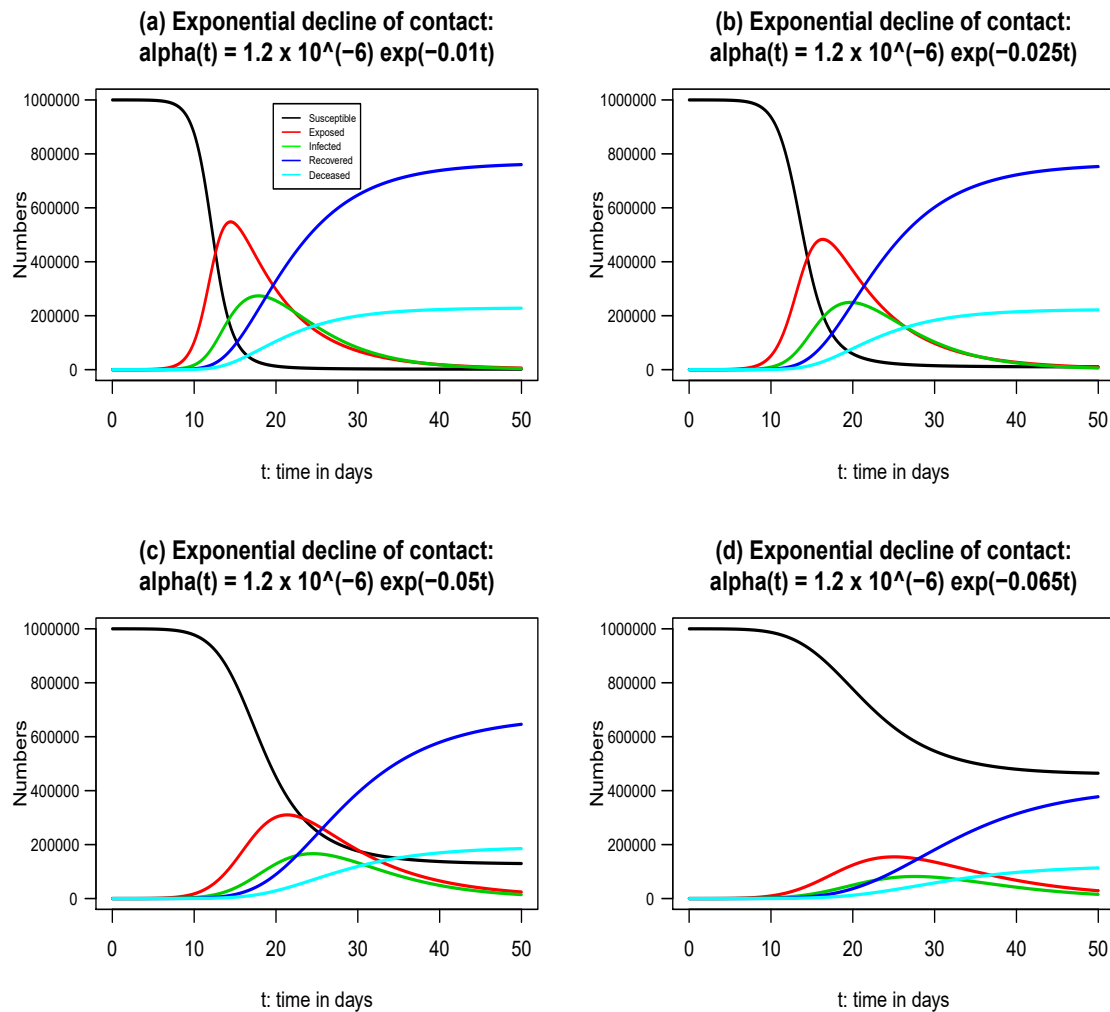 (a) Exponential decline of contact:
alpha(t) = 1.2 x 10^(−6) exp(−0.01t)
1000000
800000
600000
400000
200000
0
Numbers
Susceptible
Exposed
Infected
Recovered
Deceased
0 10 20 30 40 50
t: time in days
(b) Exponential decline of contact:
alpha(t) = 1.2 x 10^(−6) exp(−0.025t)
1000000
800000
600000
400000
200000
0
Numbers
0 10 20 30 40 50
t: time in days
(c) Exponential decline of contact:
alpha(t) = 1.2 x 10^(−6) exp(−0.05t)
1000000
800000
600000
400000
200000
0
Numbers
0 10 20 30 40 50
t: time in days
(d) Exponential decline of contact:
alpha(t) = 1.2 x 10^(−6) exp(−0.065t)
1000000
800000
600000
400000
200000
0
Numbers
0 10 20 30 40 50
t: time in days